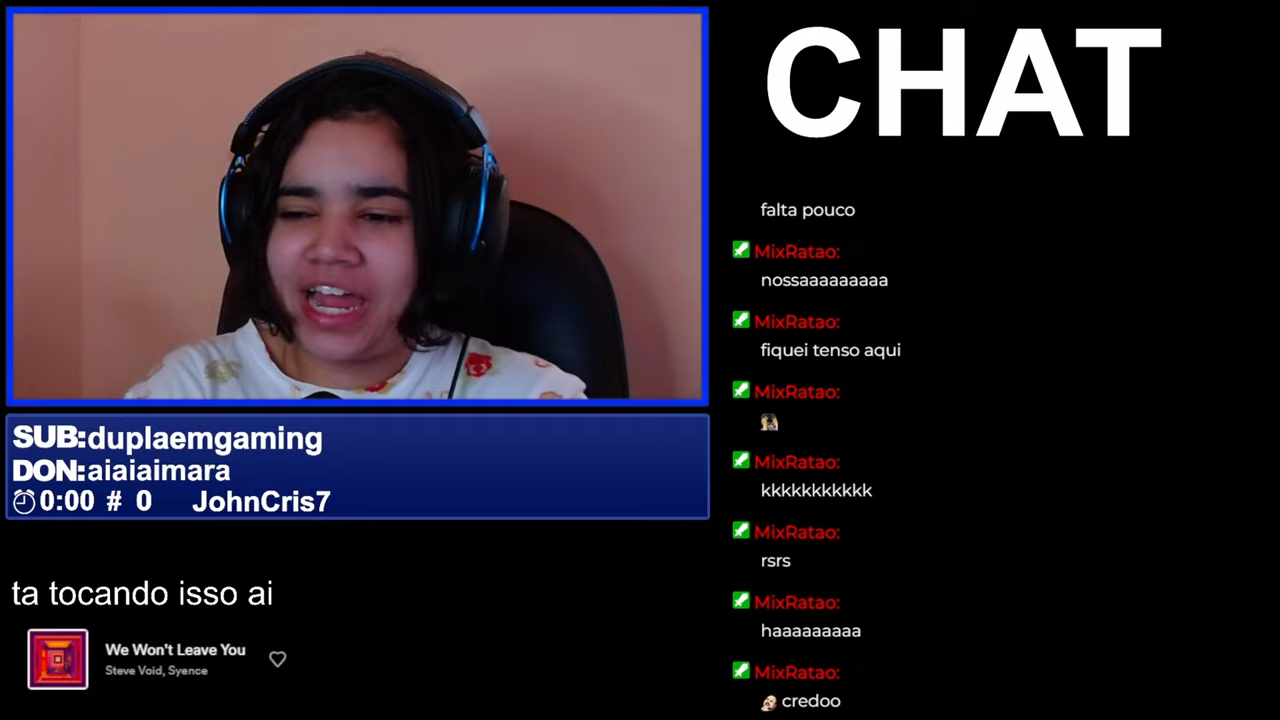 CHAT
falta pouco
MixRatao:
nossaaaaaaaaa
MixRatao:
fiquei tenso aqui
MixRatao:
MixRatao:
kkkkkkkkkkk
MixRatao:
rsrs
MixRatao:
haaaaaaaaa
MixRatao:
credoo
SUB:duplaemgaming
DON:aiaiaimara
0:00 # 0 JohnCris7
ta tocando isso ai
We Won't Leave You
Steve Void, Syence